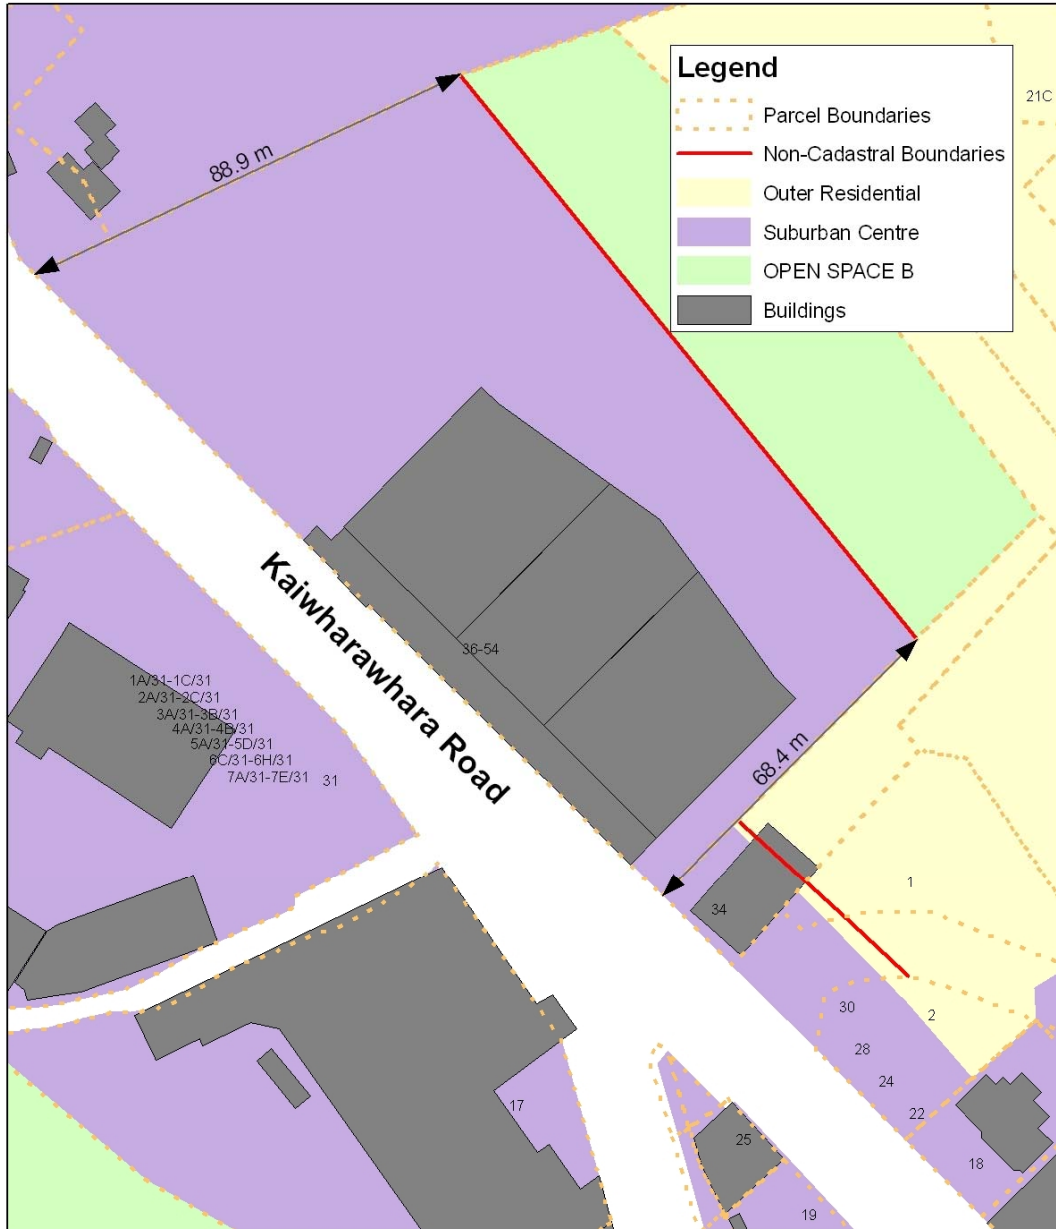 Legend
Parcel Boundaries
Non-Cadastral Boundaries
Outer Residential
Suburban Centre
OPEN SPACE B
Buildings
21C
88.9 m
Kaiwharawhara Road
36-54
1A/31-1C/31
2A/31-2C/31
3A/31-3B/31
4A/31-4B/31
5A/31-5D/31
6C/31-6H/31
7A/31-7E/31
31
68.4 m
1
34
30
2
28
24
22
17
25
18
19